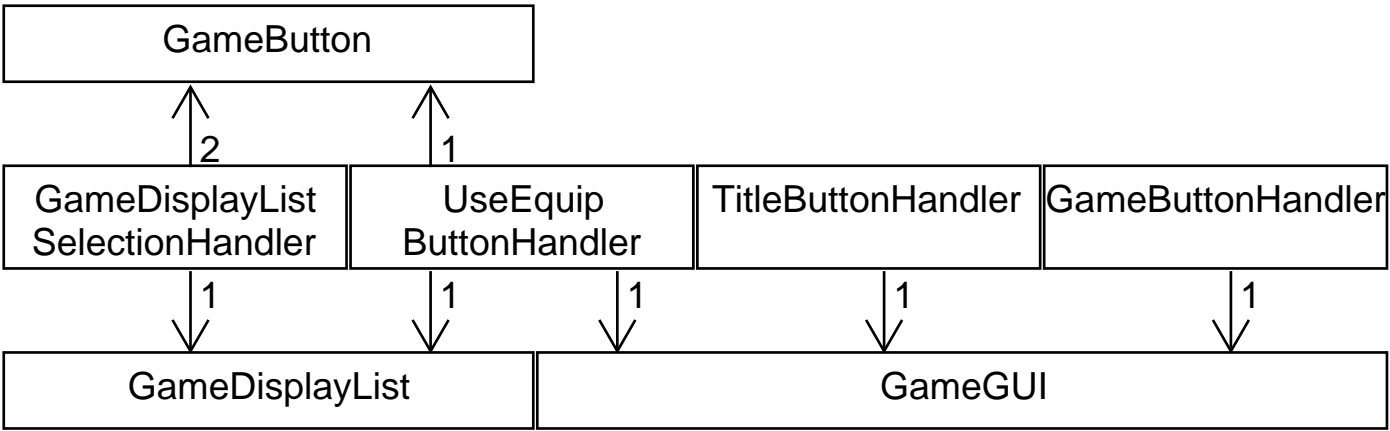 GameButton
2
1
GameDisplayList
SelectionHandler
UseEquip
ButtonHandler
TitleButtonHandler
GameButtonHandler
1
1
1
1
1
GameDisplayList
GameGUI